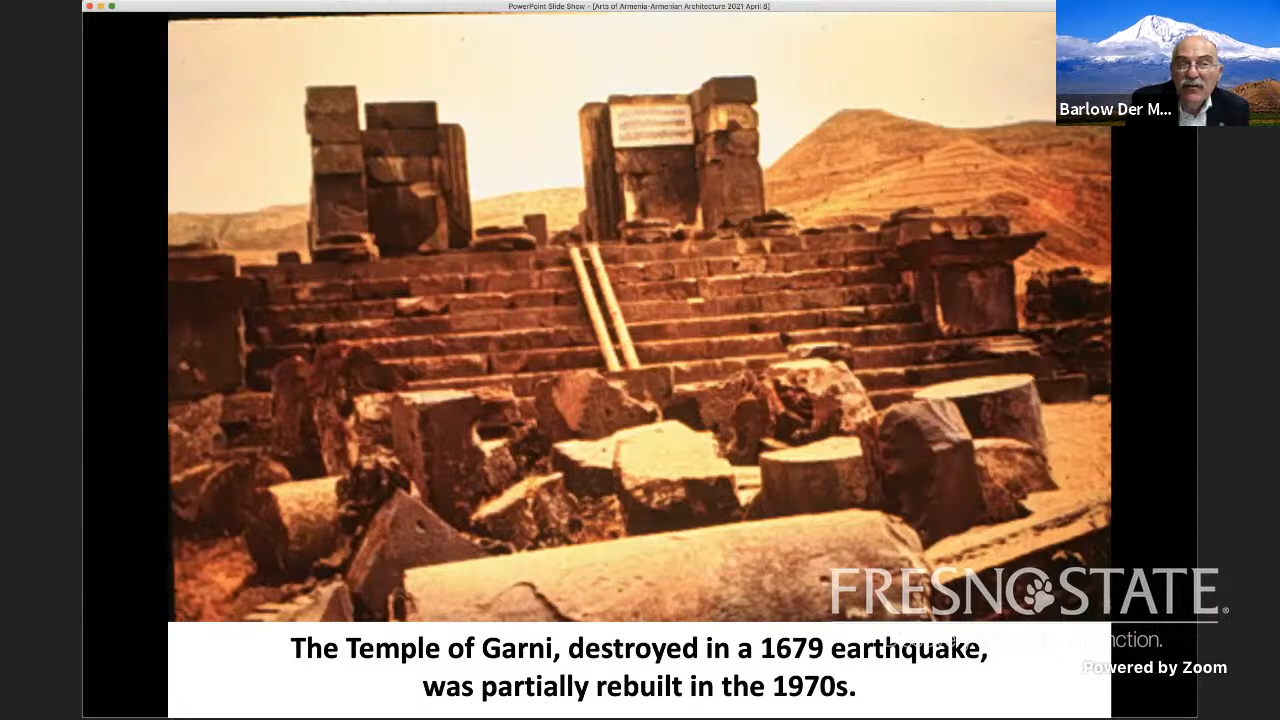 PowerPoint Slide Show - [Arts of Armenia-Armenian Architecture 2021 April 8]
Barlow Der M...
FRESNO STATE
The Temple of Garni, destroyed in a 1679 earthquake,
was partially rebuilt in the 1970s.
Powered by Zoom